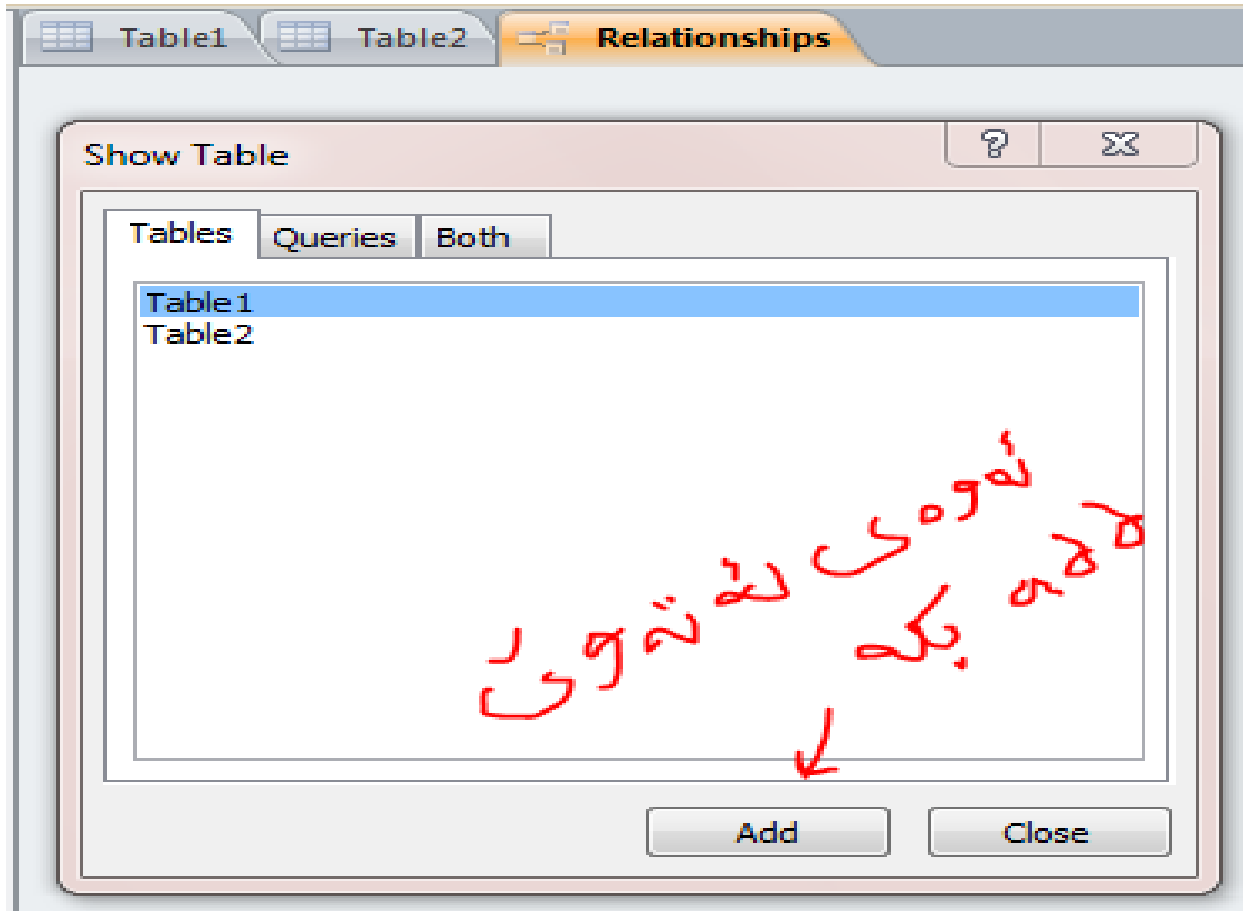 Table1 Table2 Relationships
Show Table
Tables Queries Both
Table1
Table2
Add Close